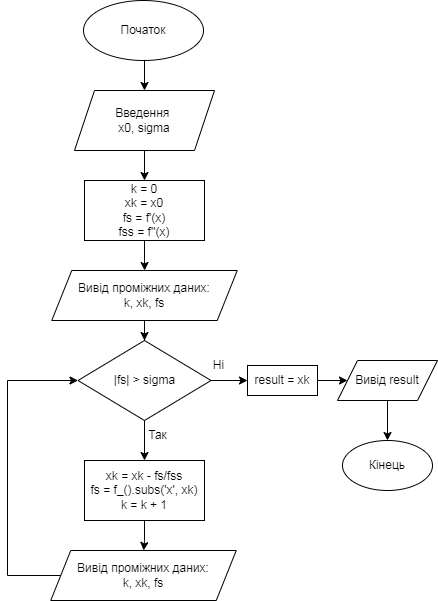 Початок
Введення
x0, sigma
k = 0
xk = x0
fs = f'(x)
fss = f''(x)
Вивід проміжних даних:
k, xk, fs
|fs| > sigma
Ні
result = xk
Вивід result
Кінець
Так
xk = xk - fs/fss
fs = f_().subs('x', xk)
k = k + 1
Вивід проміжних даних:
k, xk, fs